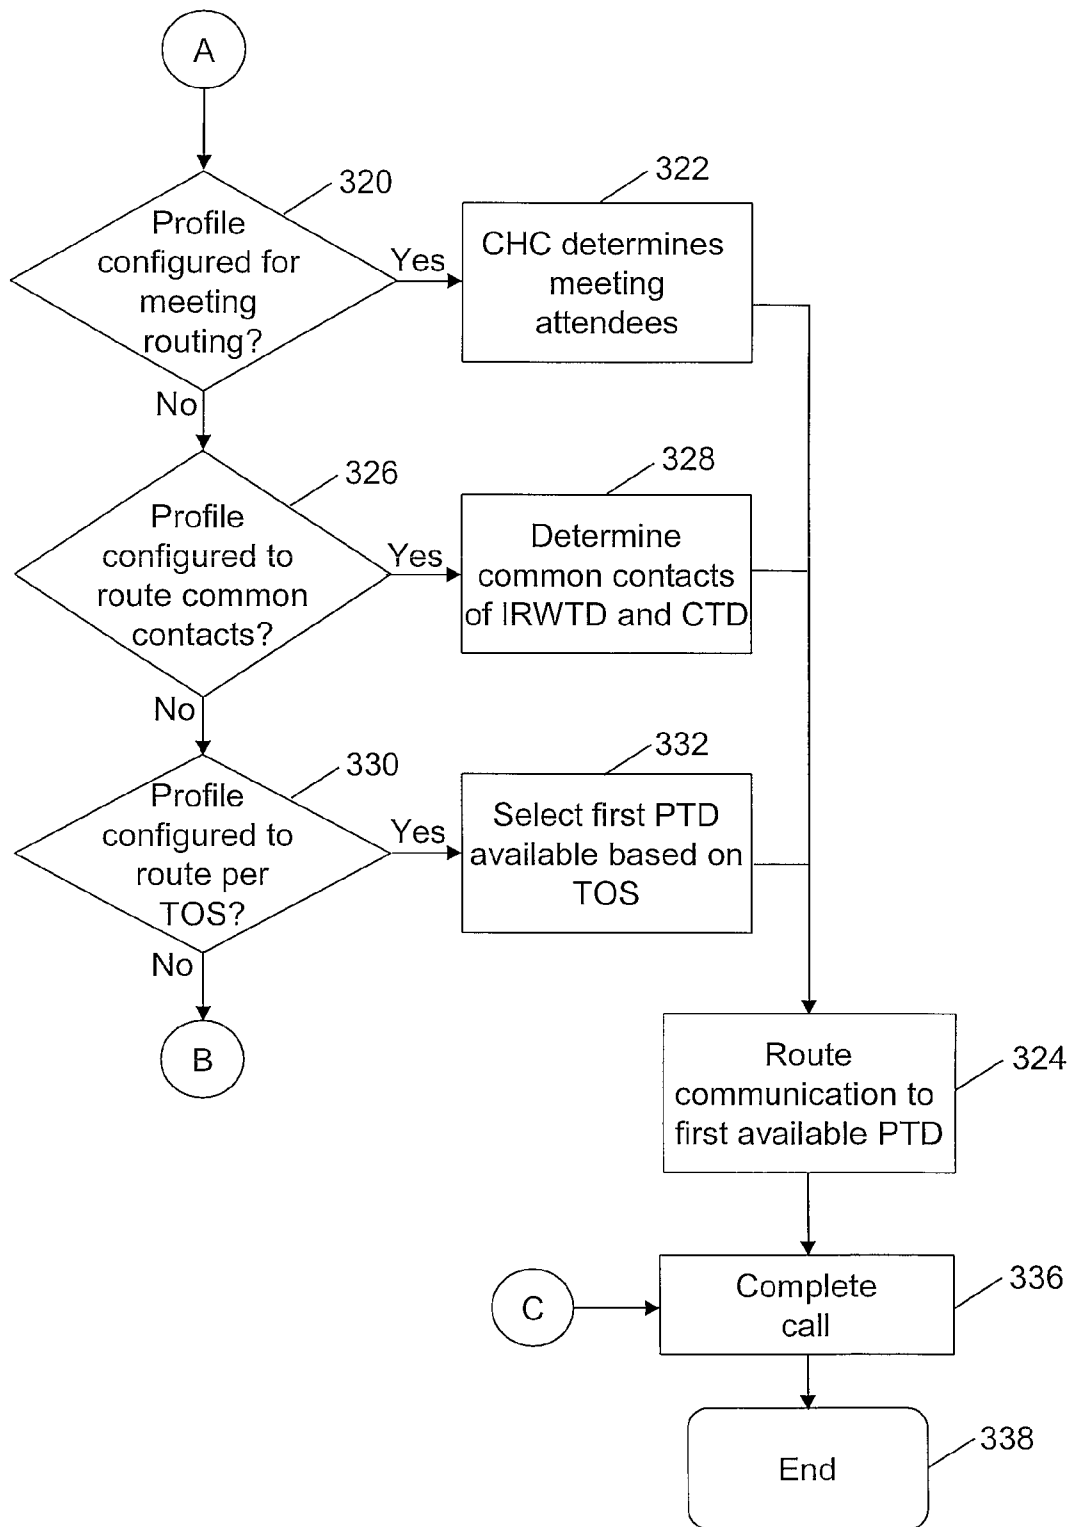 A
320
Profile
configured for
meeting
routing?
Yes
322
CHC determines
meeting
attendees
No
326
Profile
configured to
route common
contacts?
Yes
328
Determine
common contacts
of IRWTD and CTD
No
330
Profile
configured to
route per
TOS?
Yes
332
Select first PTD
available based on
TOS
No
B
Route
communication to
first available PTD
324
C
Complete
call
336
End
338